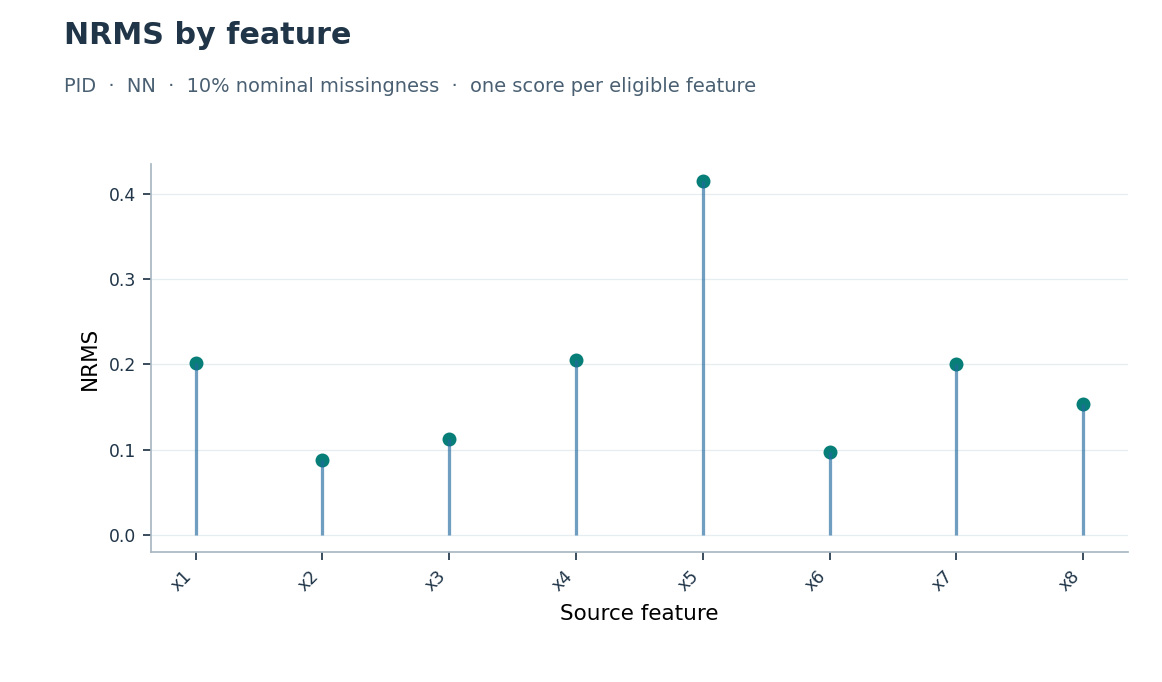 NRMS by feature
PID · NN · 10% nominal missingness · one score per eligible feature
0.4
0.3
0.2
0.1
0.0
NRMS
x1 x2 x3 x4 x5 x6 x7 x8
Source feature